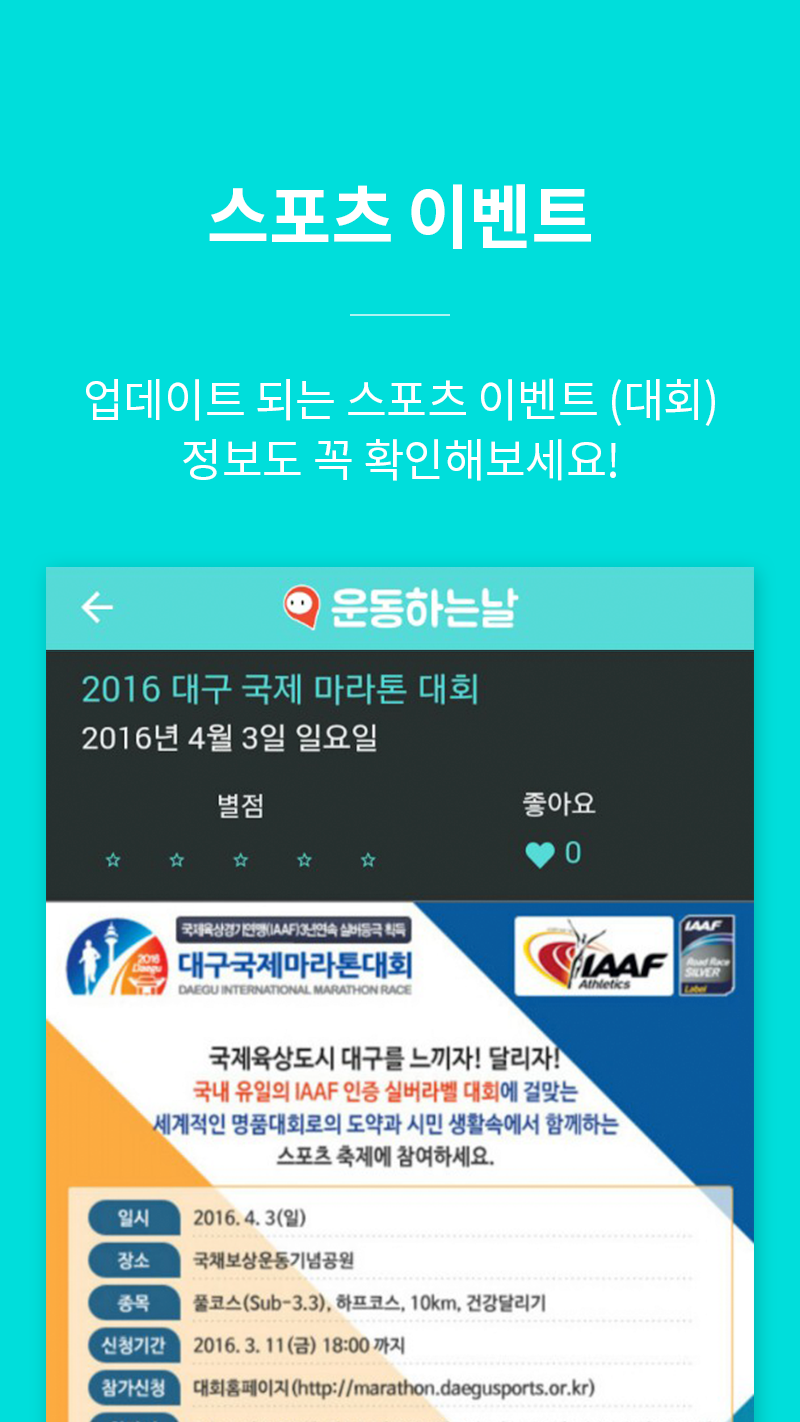 스포츠 이벤트
업데이트 되는 스포츠 이벤트 (대회)
정보도 꼭 확인해보세요!
운동하는날
2016 대구 국제 마라톤 대회
2016년 4월 3일 일요일
별점
좋아요
0
국제육상경기연맹(IAAF)3년연속 실버등급 획득
2016
Daegu
대구국제마라톤대회
DAEGU INTERNATIONAL MARATHON RACE
IAAF
Athletics
IAAF
Road Race
SILVER
Label
국제육상도시 대구를 느끼자! 달리자!
국내 유일의 IAAF 인증 실버라벨 대회에 걸맞는
세계적인 명품대회로의 도약과 시민 생활속에서 함께하는
스포츠 축제에 참여하세요.
일시 2016. 4. 3(일)
장소 국채보상운동기념공원
종목 풀코스(Sub-3.3), 하프코스, 10km, 건강달리기
신청기간 2016. 3. 11(금) 18:00 까지
참가신청 대회홈페이지(http://marathon.daegusports.or.kr)